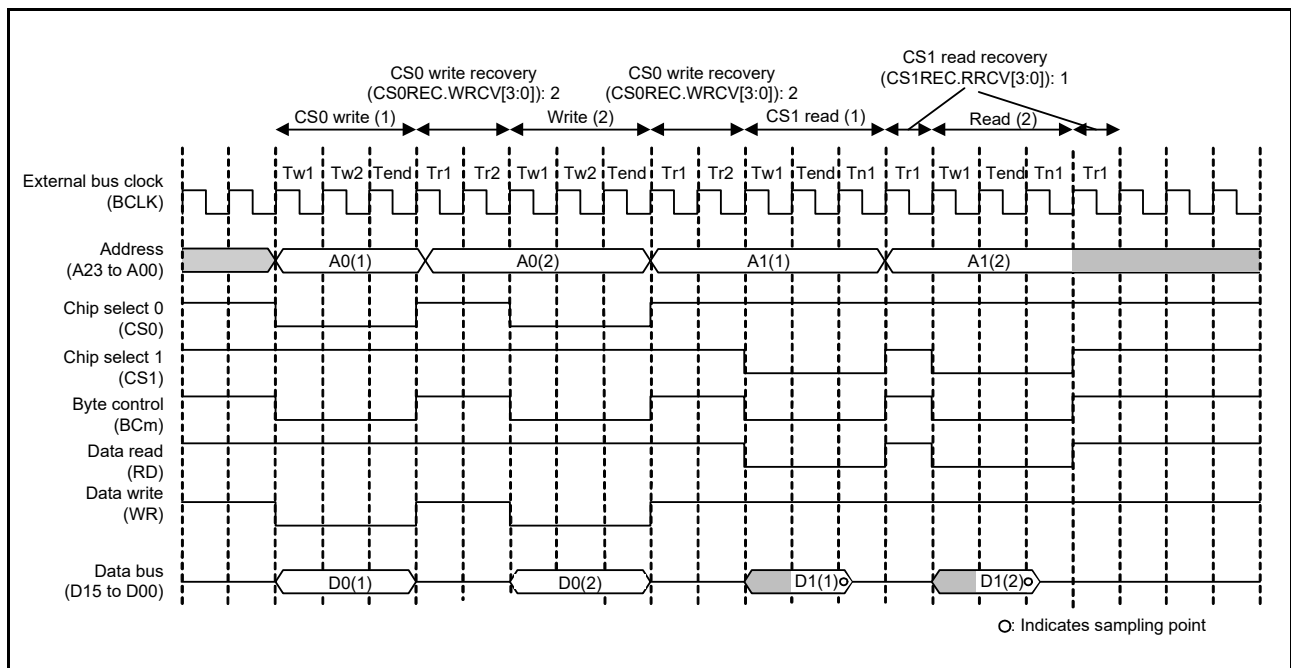 CS1 read recovery
(CS1REC.RRCV[3:0]): 1
CS0 write recovery
(CS0REC.WRCV[3:0]): 2
CS0 write recovery
(CS0REC.WRCV[3:0]): 2
CS0 write (1)
Write (2)
CS1 read (1)
Read (2)
Tw1 Tw2 Tend Tr1 Tr2 Tw1 Tw2 Tend Tr1 Tr2 Tw1 Tend Tn1 Tr1 Tw1 Tend Tn1 Tr1
External bus clock
(BCLK)
Address
(A23 to A00)
A0(1) A0(2) A1(1) A1(2)
Chip select 0
(CS0)
Chip select 1
(CS1)
Byte control
(BCm)
Data read
(RD)
Data write
(WR)
Data bus
(D15 to D00)
D0(1) D0(2) D1(1) D1(2)
O: Indicates sampling point